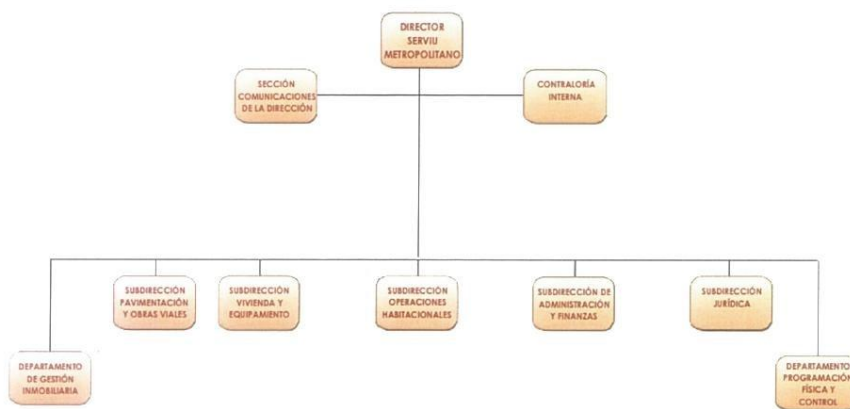 DIRECTOR
SERVIU
METROPOLITANO
SECCIÓN
COMUNICACIONES
DE LA DIRECCIÓN
CONTRALORÍA
INTERNA
SUBDIRECCIÓN
PAVIMENTACIÓN
Y OBRAS VIALES
SUBDIRECCIÓN
VIVIENDA Y
EQUIPAMIENTO
SUBDIRECCIÓN
OPERACIONES
HABITACIONALES
SUBDIRECCIÓN DE
ADMINISTRACIÓN
Y FINANZAS
SUBDIRECCIÓN
JURÍDICA
DEPARTAMENTO
DE GESTIÓN
INMOBILIARIA
DEPARTAMENTO
PROGRAMACIÓN
FÍSICA Y
CONTROL